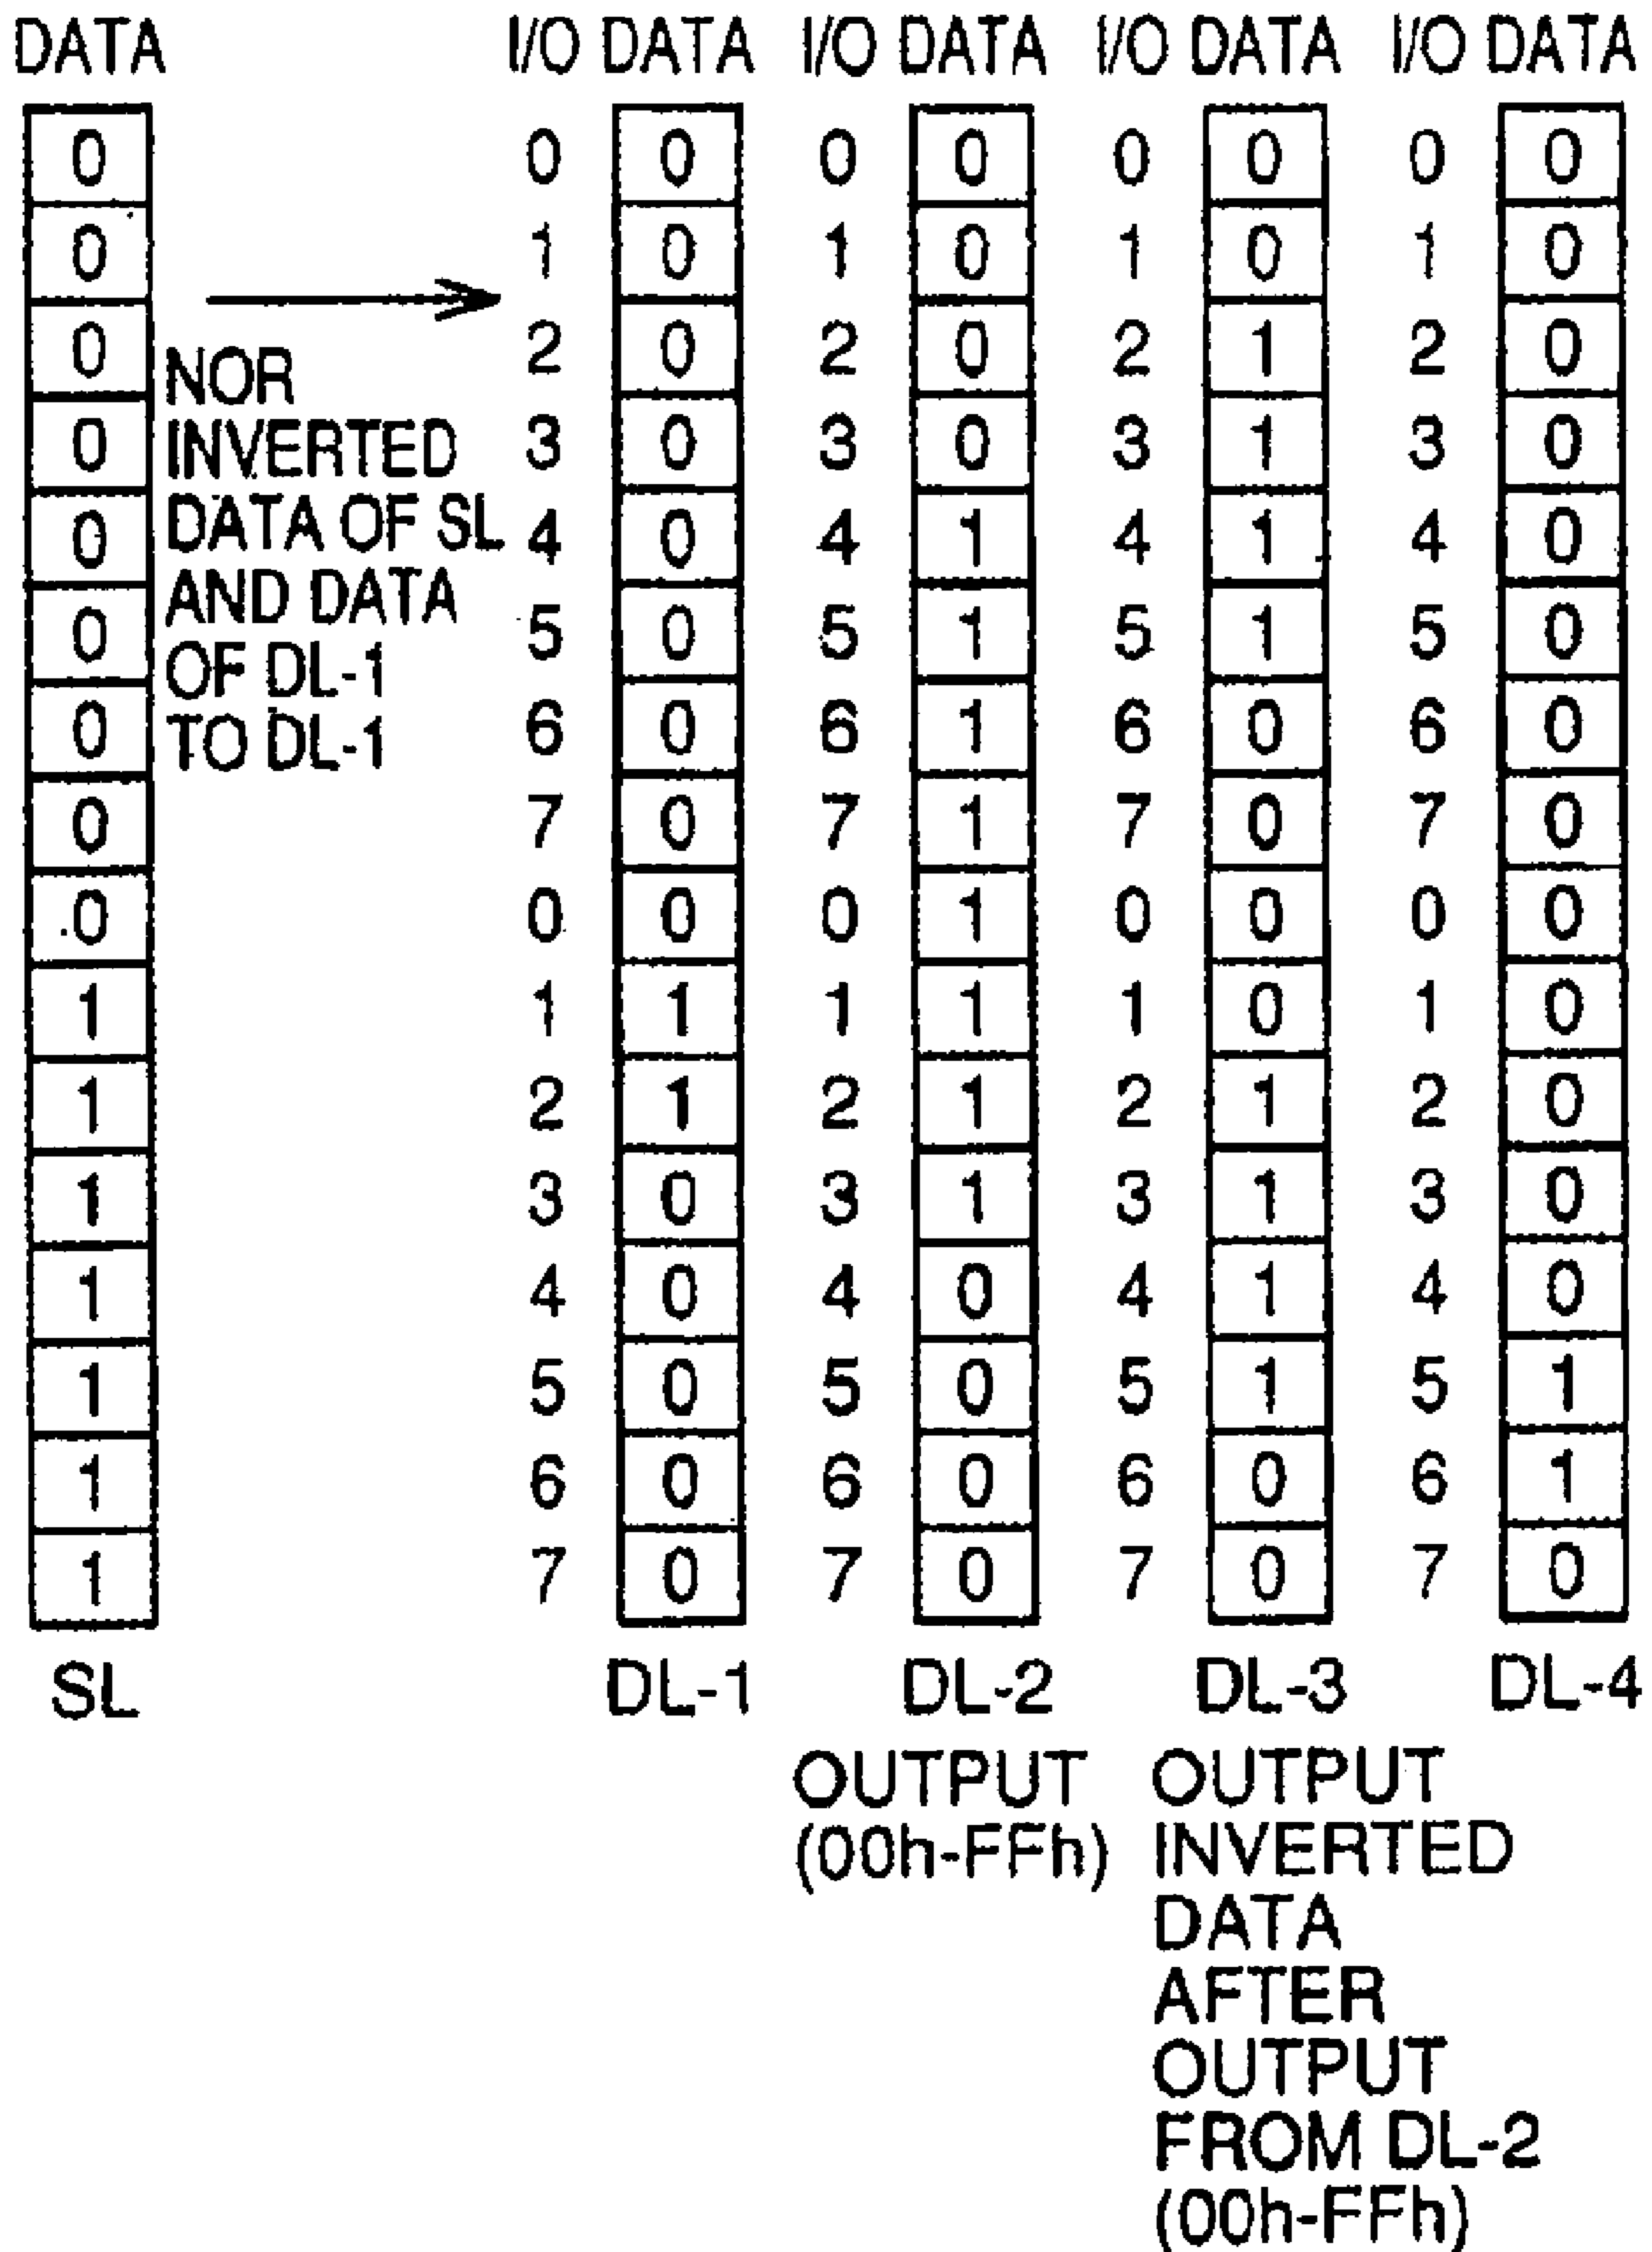 DATA I/O DATA I/O DATA I/O DATA I/O DATA
0 0 0 0 0 0 0 0 0
0 1 0 1 0 1 0 1 0
0 2 0 2 0 2 1 2 0
NOR
0 3 0 3 0 3 1 3 0
INVERTED
0 4 0 4 1 4 1 4 0
DATA OF SL
AND DATA
0 5 0 5 1 5 1 5 0
OF DL-1
0 6 0 6 1 6 0 6 0
TO DL-1
0 7 0 7 1 7 0 7 0
0 0 0 0 1 0 0 0 0
1 1 1 1 1 1 0 1 0
1 2 1 2 1 2 1 2 0
1 3 0 3 1 3 1 3 0
1 4 0 4 0 4 1 4 0
1 5 0 5 0 5 1 5 1
1 6 0 6 0 6 0 6 1
1 7 0 7 0 7 0 7 0
SL DL-1 DL-2 DL-3 DL-4
OUTPUT
(00h-FFh)
OUTPUT
INVERTED
DATA
AFTER
OUTPUT
FROM DL-2
(00h-FFh)